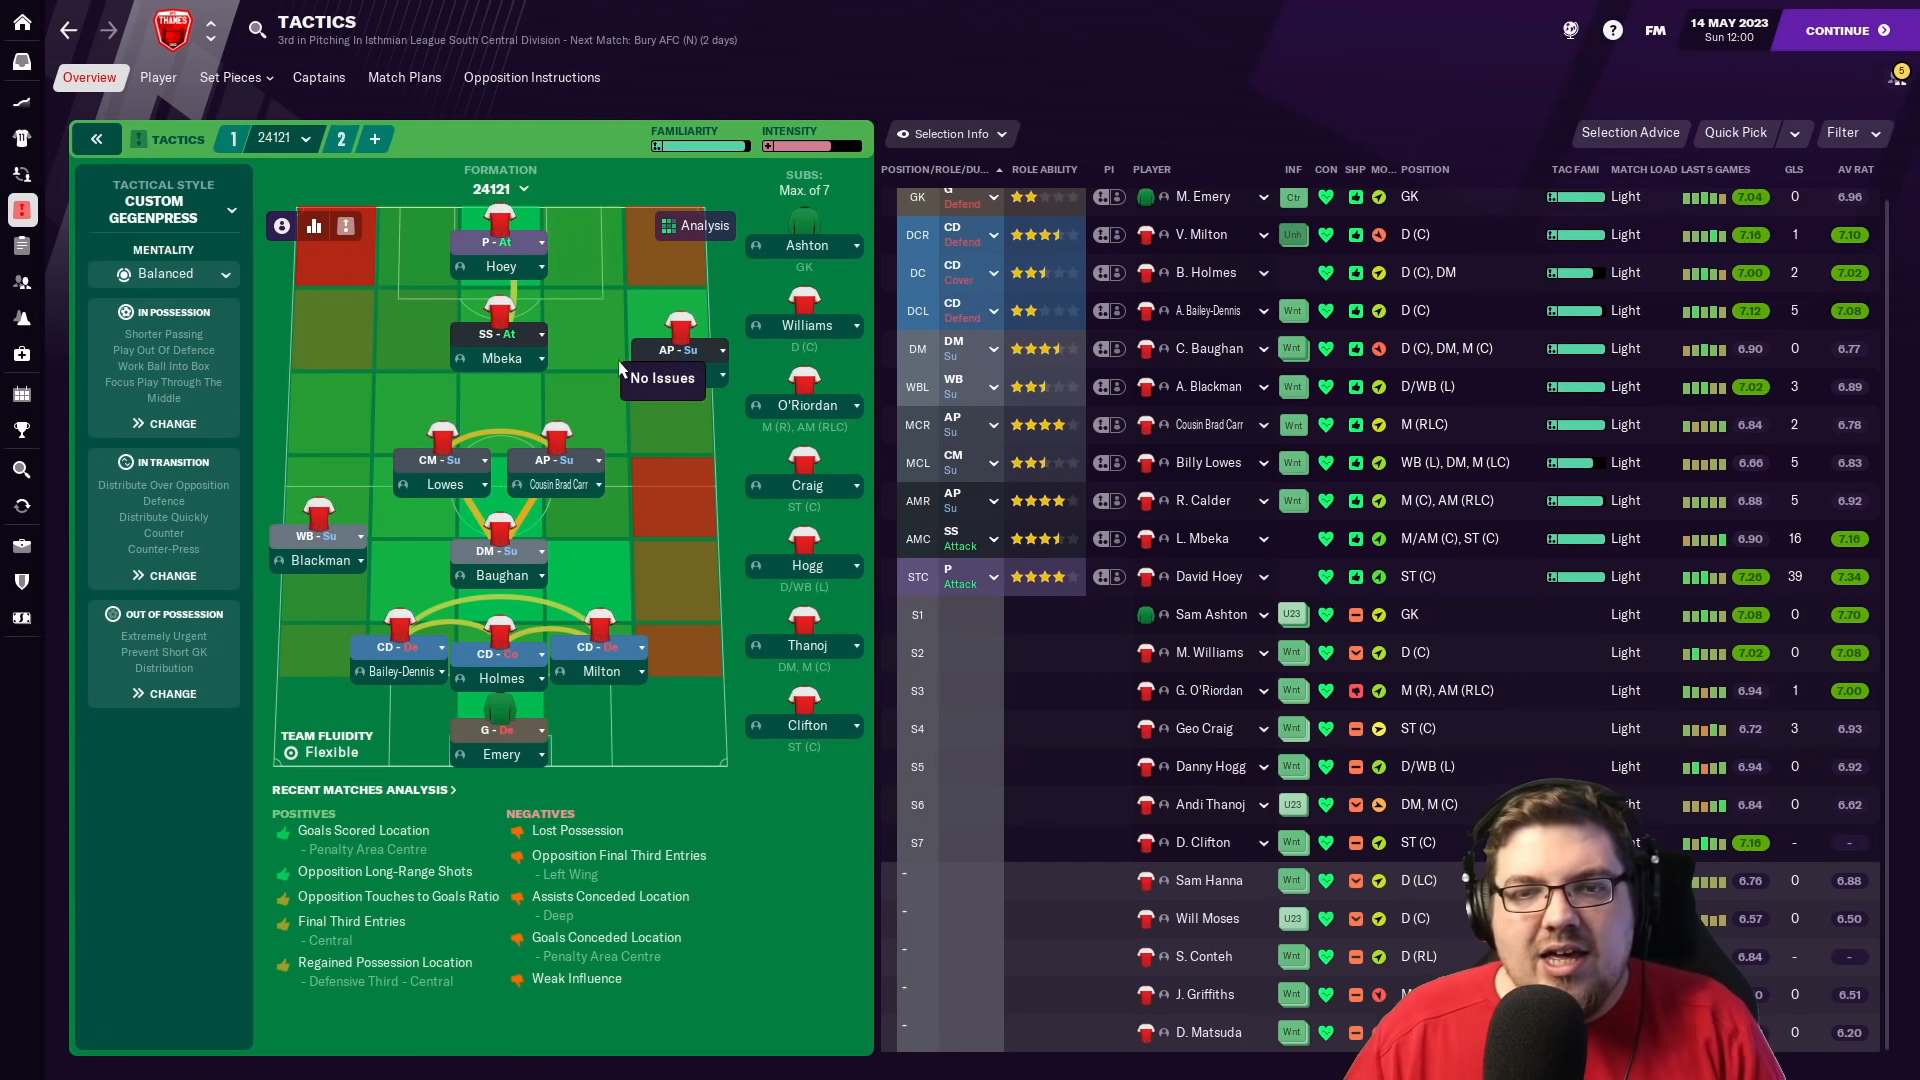 THAMES
TACTICS
3rd in Pitching In Isthmian League South Central Division - Next Match: Bury AFC (N) (2 days)
FM
14 MAY 2023
Sun 12:00
CONTINUE
5
Overview
Player
Set Pieces
Captains
Match Plans
Opposition Instructions
TACTICS
1
24121
2
+
FAMILIARITY
INTENSITY
TACTICAL STYLE
CUSTOM
GEGENPRESS
MENTALITY
Balanced
IN POSSESSION
Shorter Passing
Play Out Of Defence
Work Ball Into Box
Focus Play Through The
Middle
CHANGE
IN TRANSITION
Distribute Over Opposition
Defence
Distribute Quickly
Counter
Counter-Press
CHANGE
OUT OF POSSESSION
Extremely Urgent
Prevent Short GK
Distribution
CHANGE
FORMATION
24121
SUBS:
Max. of 7
Analysis
P - At
Hoey
SS - At
Mbeka
AP - Su
No Issues
CM - Su
Lowes
AP - Su
Cousin Brad Carr
WB - Su
Blackman
DM - Su
Baughan
CD - De
Bailey-Dennis
CD - Co
Holmes
CD - De
Milton
G - De
Emery
TEAM FLUIDITY
Flexible
Ashton
GK
Williams
D (C)
O'Riordan
M (R), AM (RLC)
Craig
ST (C)
Hogg
D/WB (L)
Thanoj
DM, M (C)
Clifton
ST (C)
RECENT MATCHES ANALYSIS >
POSITIVES
Goals Scored Location
- Penalty Area Centre
Opposition Long-Range Shots
Opposition Touches to Goals Ratio
Final Third Entries
- Central
Regained Possession Location
- Defensive Third - Central
NEGATIVES
Lost Possession
Opposition Final Third Entries
- Left Wing
Assists Conceded Location
- Deep
Goals Conceded Location
- Penalty Area Centre
Weak Influence
Selection Info
Selection Advice
Quick Pick
Filter
POSITION/ROLE/DU... ROLE ABILITY PI PLAYER INF CON SHP MO... POSITION TAC FAMI MATCH LOAD LAST 5 GAMES GLS AV RAT
GK G Defend M. Emery Ctr GK Light 7.04 0 6.96
DCR CD Defend V. Milton Unh D (C) Light 7.16 1 7.10
DC CD Cover B. Holmes D (C), DM Light 7.00 2 7.02
DCL CD Defend A. Bailey-Dennis Wnt D (C) Light 7.12 5 7.08
DM DM Su C. Baughan Wnt D (C), DM, M (C) Light 6.90 0 6.77
WBL WB Su A. Blackman Wnt D/WB (L) Light 7.02 3 6.89
MCR AP Su Cousin Brad Carr Wnt M (RLC) Light 6.84 2 6.78
MCL CM Su Billy Lowes Wnt WB (L), DM, M (LC) Light 6.66 5 6.83
AMR AP Su R. Calder Wnt M (C), AM (RLC) Light 6.88 5 6.92
AMC SS Attack L. Mbeka M/AM (C), ST (C) Light 6.90 16 7.16
STC P Attack David Hoey ST (C) Light 7.26 39 7.34
S1 Sam Ashton U23 GK Light 7.08 0 7.70
S2 M. Williams Wnt D (C) Light 7.02 0 7.08
S3 G. O'Riordan Wnt M (R), AM (RLC) Light 6.94 1 7.00
S4 Geo Craig Wnt ST (C) Light 6.72 3 6.93
S5 Danny Hogg Wnt D/WB (L) Light 6.94 0 6.92
S6 Andi Thanoj U23 DM, M (C) 6.84 0 6.62
S7 D. Clifton Wnt ST (C) 7.16 - -
- Sam Hanna Wnt D (LC) 6.76 0 6.88
- Will Moses U23 D (C) 6.57 0 6.50
- S. Conteh Wnt D (RL) 6.84 - -
- J. Griffiths Wnt 0 6.51
- D. Matsuda Wnt 0 6.20